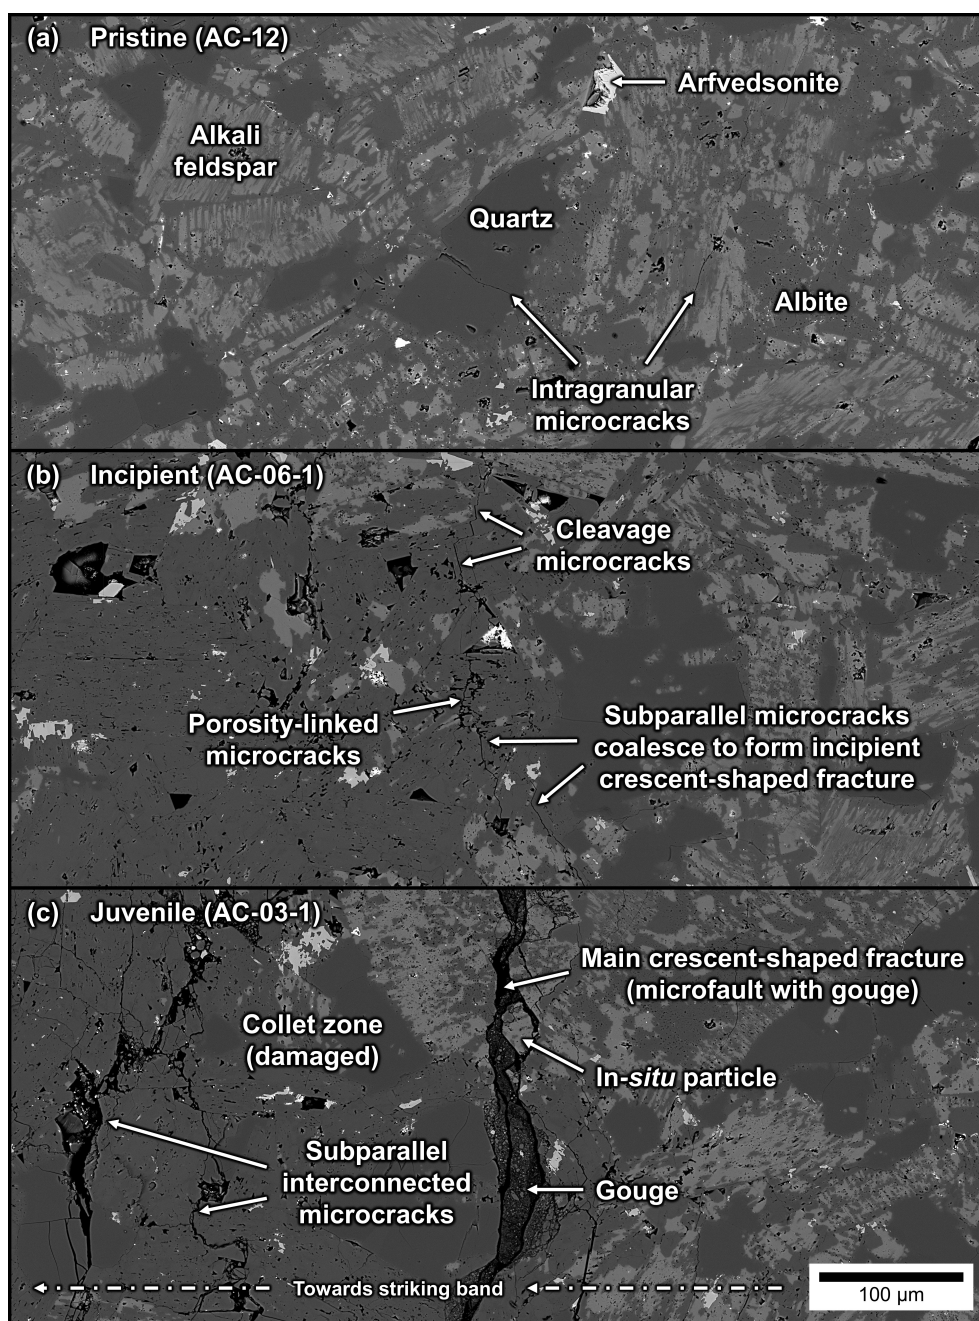 (a) Pristine (AC-12)
Arfvedsonite
Alkali
feldspar
Quartz
Albite
Intragranular
microcracks
(b) Incipient (AC-06-1)
Cleavage
microcracks
Porosity-linked
microcracks
Subparallel microcracks
coalesce to form incipient
crescent-shaped fracture
(c) Juvenile (AC-03-1)
Main crescent-shaped fracture
(microfault with gouge)
Collet zone
(damaged)
In-situ particle
Subparallel
interconnected
microcracks
Gouge
Towards striking band
100 µm